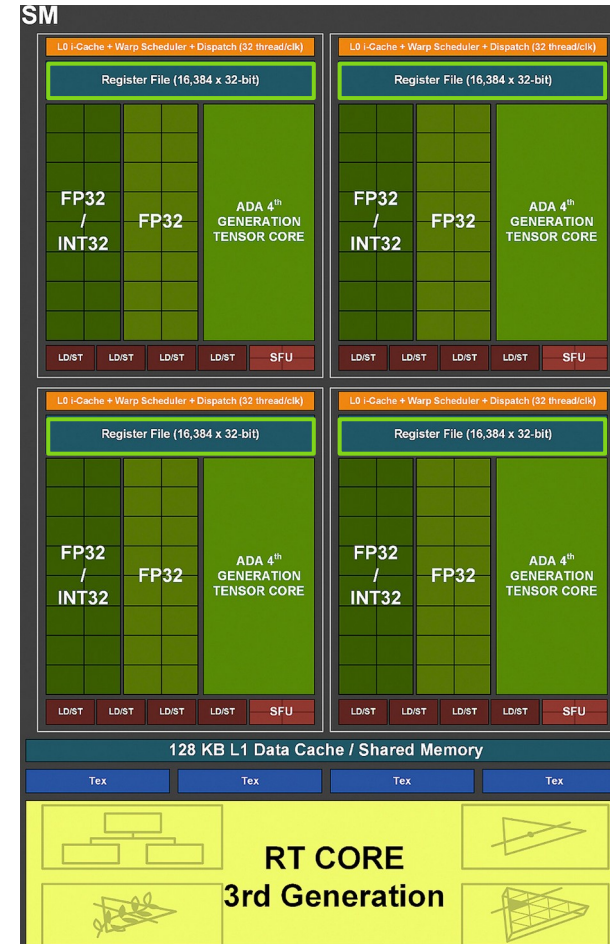 SM
L0 i-Cache + Warp Scheduler + Dispatch (32 thread/clk)
Register File (16,384 x 32-bit)
FP32
/
INT32
FP32
ADA 4th
GENERATION
TENSOR CORE
LD/ST LD/ST LD/ST LD/ST SFU
L0 i-Cache + Warp Scheduler + Dispatch (32 thread/clk)
Register File (16,384 x 32-bit)
FP32
/
INT32
FP32
ADA 4th
GENERATION
TENSOR CORE
LD/ST LD/ST LD/ST LD/ST SFU
L0 i-Cache + Warp Scheduler + Dispatch (32 thread/clk)
Register File (16,384 x 32-bit)
FP32
/
INT32
FP32
ADA 4th
GENERATION
TENSOR CORE
LD/ST LD/ST LD/ST LD/ST SFU
L0 i-Cache + Warp Scheduler + Dispatch (32 thread/clk)
Register File (16,384 x 32-bit)
FP32
/
INT32
FP32
ADA 4th
GENERATION
TENSOR CORE
LD/ST LD/ST LD/ST LD/ST SFU
128 KB L1 Data Cache / Shared Memory
Tex Tex Tex Tex
RT CORE
3rd Generation